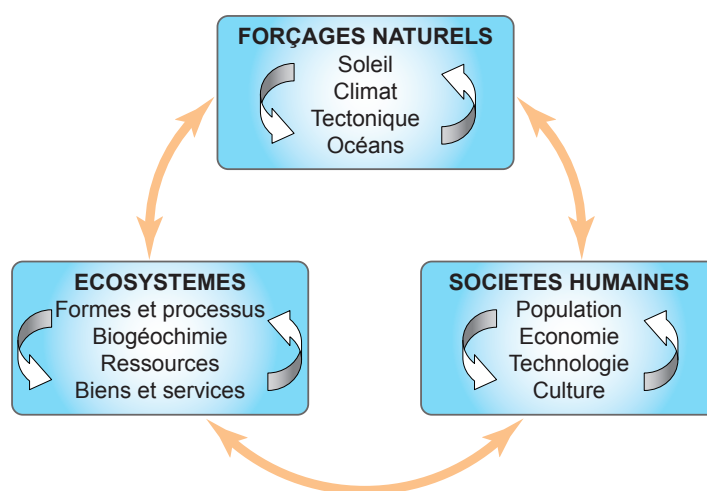 FORÇAGES NATURELS
Soleil
Climat
Tectonique
Océans
ECOSYSTEMES
Formes et processus
Biogéochimie
Ressources
Biens et services
SOCIETES HUMAINES
Population
Economie
Technologie
Culture